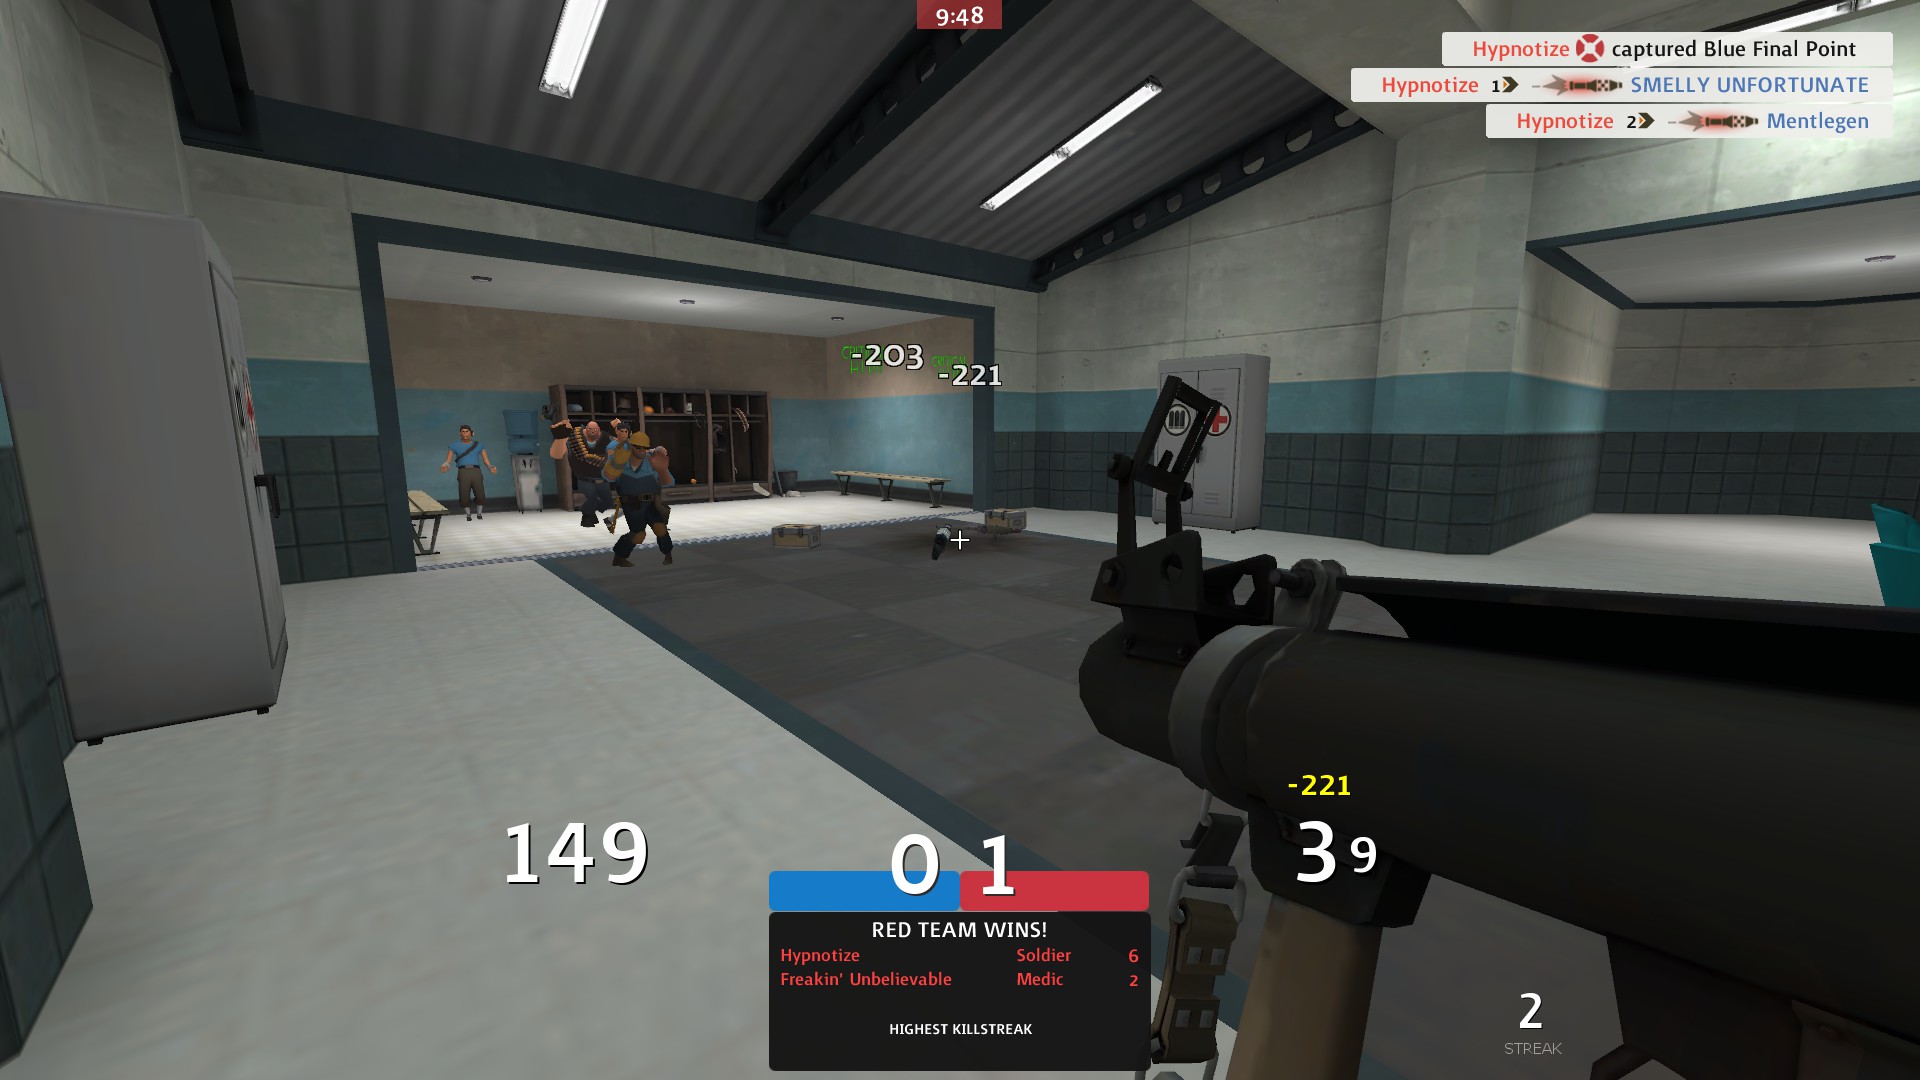 9:48
Hypnotize captured Blue Final Point
Hypnotize 1 SMELLY UNFORTUNATE
Hypnotize 2 Mentlegen
-203
-221
-221
149
0 1
3 9
RED TEAM WINS!
Hypnotize Soldier 6
Freakin' Unbelievable Medic 2
HIGHEST KILLSTREAK
2
STREAK